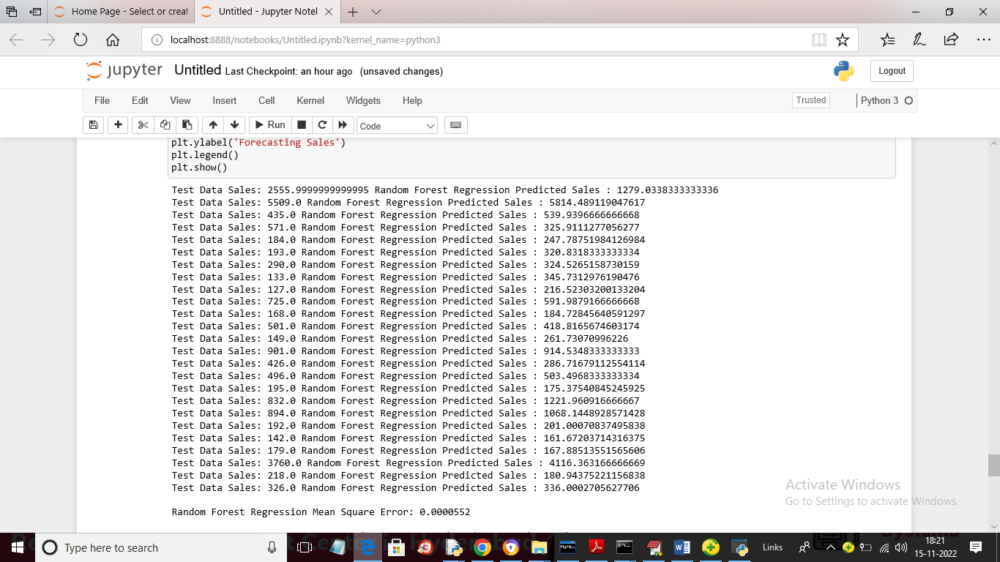 Home Page - Select or creat
Untitled - Jupyter Notel
localhost:8888/notebooks/Untitled.ipynb?kernel_name=python3
jupyter Untitled Last Checkpoint: an hour ago (unsaved changes)
Logout
File Edit View Insert Cell Kernel Widgets Help
Trusted
Python 3
Run
Code
plt.ylabel('Forecasting Sales')
plt.legend()
plt.show()
Test Data Sales: 2555.9999999999995 Random Forest Regression Predicted Sales : 1279.0338333333336
Test Data Sales: 5509.0 Random Forest Regression Predicted Sales : 5814.489119047617
Test Data Sales: 435.0 Random Forest Regression Predicted Sales : 539.9396666666668
Test Data Sales: 571.0 Random Forest Regression Predicted Sales : 325.9111277056277
Test Data Sales: 184.0 Random Forest Regression Predicted Sales : 247.78751984126984
Test Data Sales: 193.0 Random Forest Regression Predicted Sales : 320.8318333333334
Test Data Sales: 290.0 Random Forest Regression Predicted Sales : 324.5265158730159
Test Data Sales: 133.0 Random Forest Regression Predicted Sales : 345.7312976190476
Test Data Sales: 127.0 Random Forest Regression Predicted Sales : 216.52303200133204
Test Data Sales: 725.0 Random Forest Regression Predicted Sales : 591.9879166666668
Test Data Sales: 168.0 Random Forest Regression Predicted Sales : 184.72845640591297
Test Data Sales: 501.0 Random Forest Regression Predicted Sales : 418.8165674603174
Test Data Sales: 149.0 Random Forest Regression Predicted Sales : 261.73070996226
Test Data Sales: 901.0 Random Forest Regression Predicted Sales : 914.5348333333333
Test Data Sales: 426.0 Random Forest Regression Predicted Sales : 286.71679112554114
Test Data Sales: 496.0 Random Forest Regression Predicted Sales : 503.4968333333334
Test Data Sales: 195.0 Random Forest Regression Predicted Sales : 175.37540845245925
Test Data Sales: 832.0 Random Forest Regression Predicted Sales : 1221.960916666667
Test Data Sales: 894.0 Random Forest Regression Predicted Sales : 1068.1448928571428
Test Data Sales: 192.0 Random Forest Regression Predicted Sales : 201.00070837495838
Test Data Sales: 142.0 Random Forest Regression Predicted Sales : 161.67203714316375
Test Data Sales: 179.0 Random Forest Regression Predicted Sales : 167.88513551565606
Test Data Sales: 3760.0 Random Forest Regression Predicted Sales : 4116.363166666669
Test Data Sales: 218.0 Random Forest Regression Predicted Sales : 180.94375221156838
Test Data Sales: 326.0 Random Forest Regression Predicted Sales : 336.0002705627706
Random Forest Regression Mean Square Error: 0.0000552
Activate Windows
Go to Settings to activate Windows.
Type here to search
Links
18:21
15-11-2022